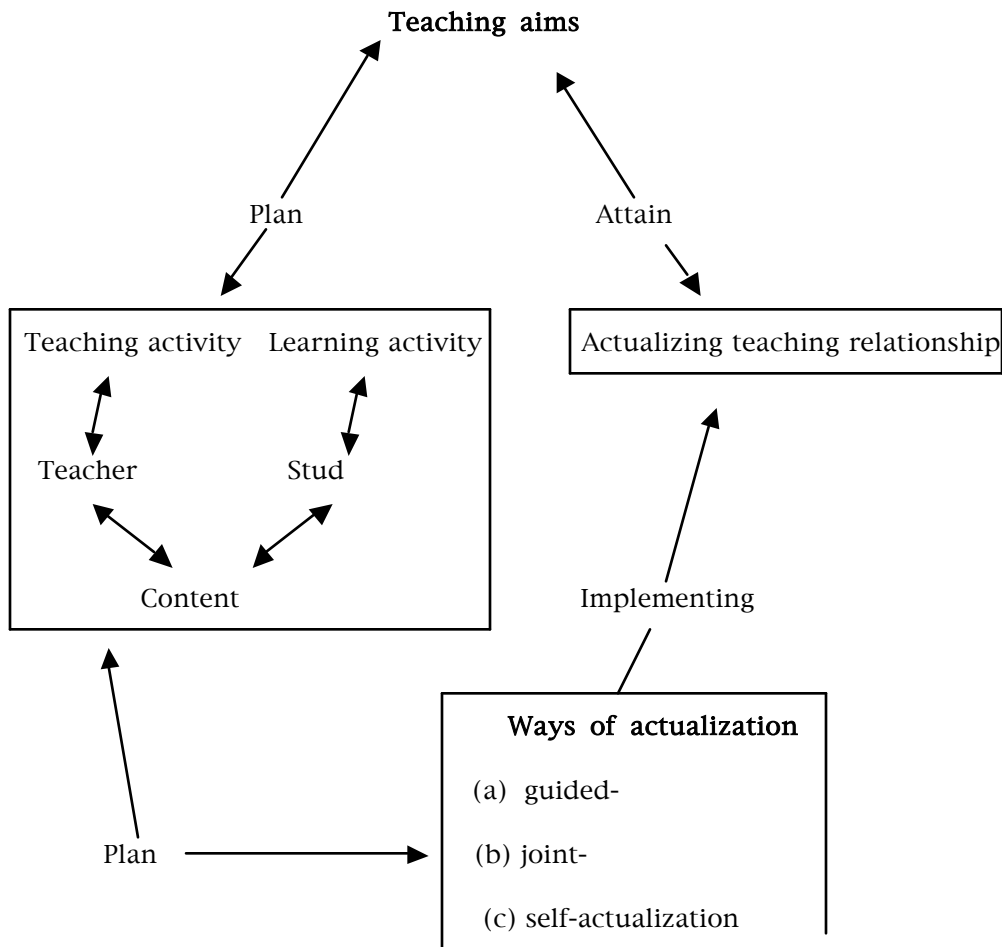 Teaching aims
Plan Attain
Teaching activity Learning activity
Actualizing teaching relationship
Teacher Stud
Content
Implementing
Ways of actualization
(a) guided-
(b) joint-
Plan
(c) self-actualization